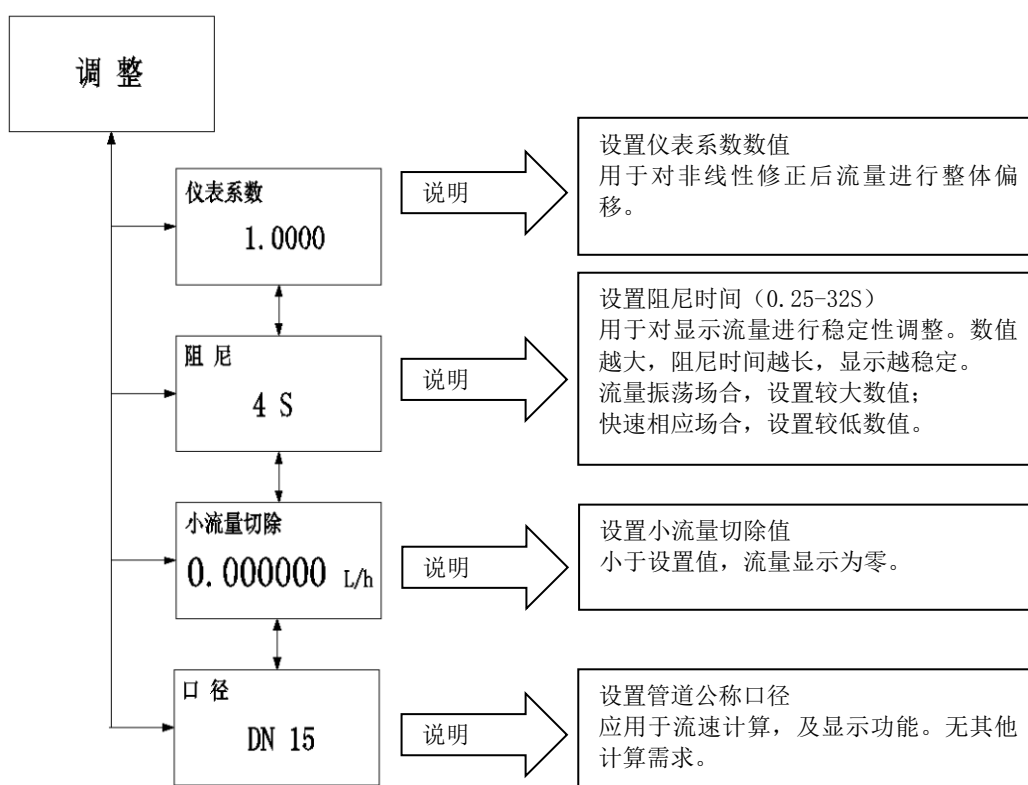 调 整
仪表系数
1.0000
说明
设置仪表系数数值
用于对非线性修正后流量进行整体偏
移。
阻 尼
4 S
说明
设置阻尼时间（0.25-32S）
用于对显示流量进行稳定性调整。数值
越大，阻尼时间越长，显示越稳定。
流量振荡场合，设置较大数值；
快速相应场合，设置较低数值。
小流量切除
0.000000 L/h
说明
设置小流量切除值
小于设置值，流量显示为零。
口 径
DN 15
说明
设置管道公称口径
应用于流速计算，及显示功能。无其他
计算需求。